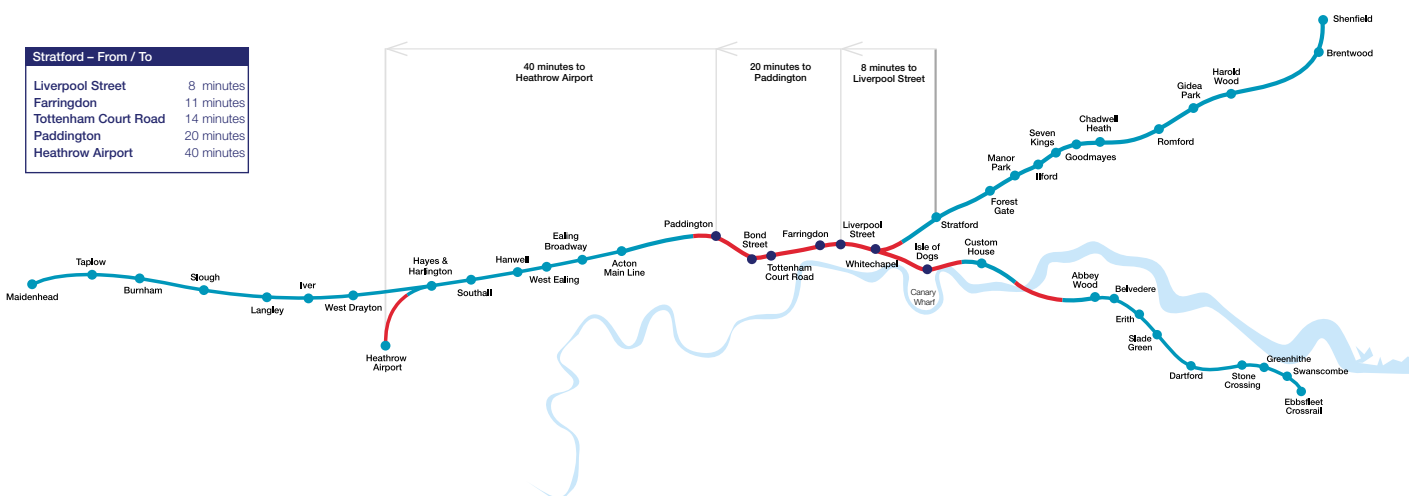 Stratford – From / To
Liverpool Street 8 minutes
Farringdon 11 minutes
Tottenham Court Road 14 minutes
Paddington 20 minutes
Heathrow Airport 40 minutes
40 minutes to
Heathrow Airport
20 minutes to
Paddington
8 minutes to
Liverpool Street
Maidenhead
Taplow
Burnham
Slough
Langley
Iver
West Drayton
Heathrow
Airport
Hayes &
Harlington
Southall
Hanwell
West Ealing
Ealing
Broadway
Acton
Main Line
Paddington
Bond
Street
Tottenham
Court Road
Farringdon
Liverpool
Street
Whitechapel
Stratford
Forest
Gate
Manor
Park
Ilford
Seven
Kings
Goodmayes
Chadwell
Heath
Romford
Gidea
Park
Harold
Wood
Brentwood
Shenfield
Isle of
Dogs
Canary
Wharf
Custom
House
Abbey
Wood
Belvedere
Erith
Slade
Green
Dartford
Stone
Crossing
Greenhithe
Swanscombe
Ebbsfleet
Crossrail